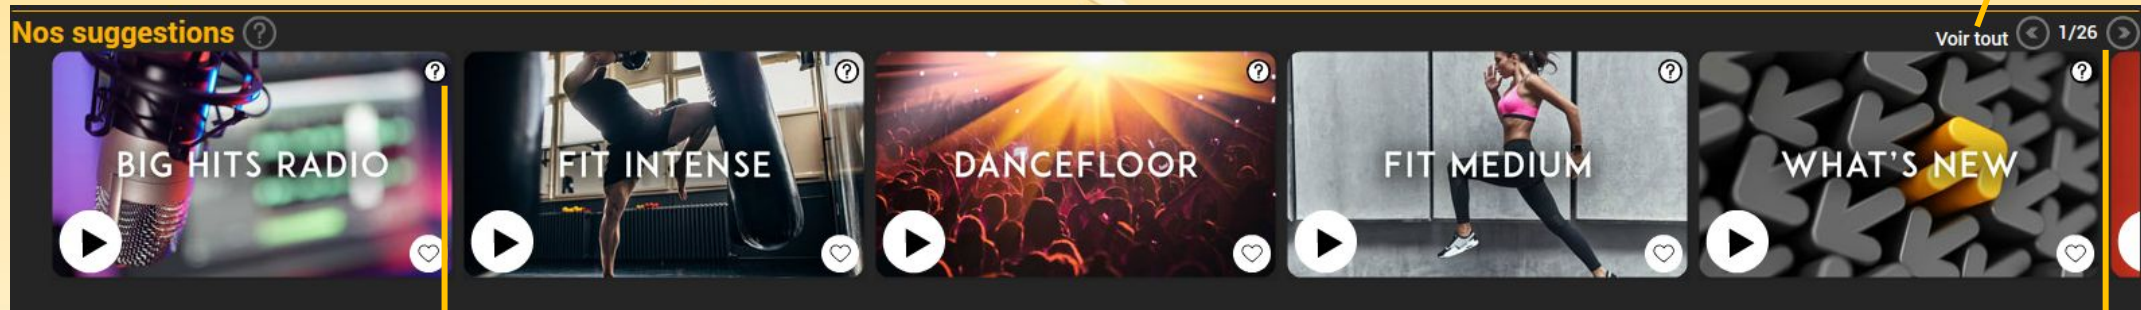 Nos suggestions ?
Voir tout 1/26
? ? ? ? ?
BIG HITS RADIO
FIT INTENSE
DANCEFLOOR
FIT MEDIUM
WHAT'S NEW